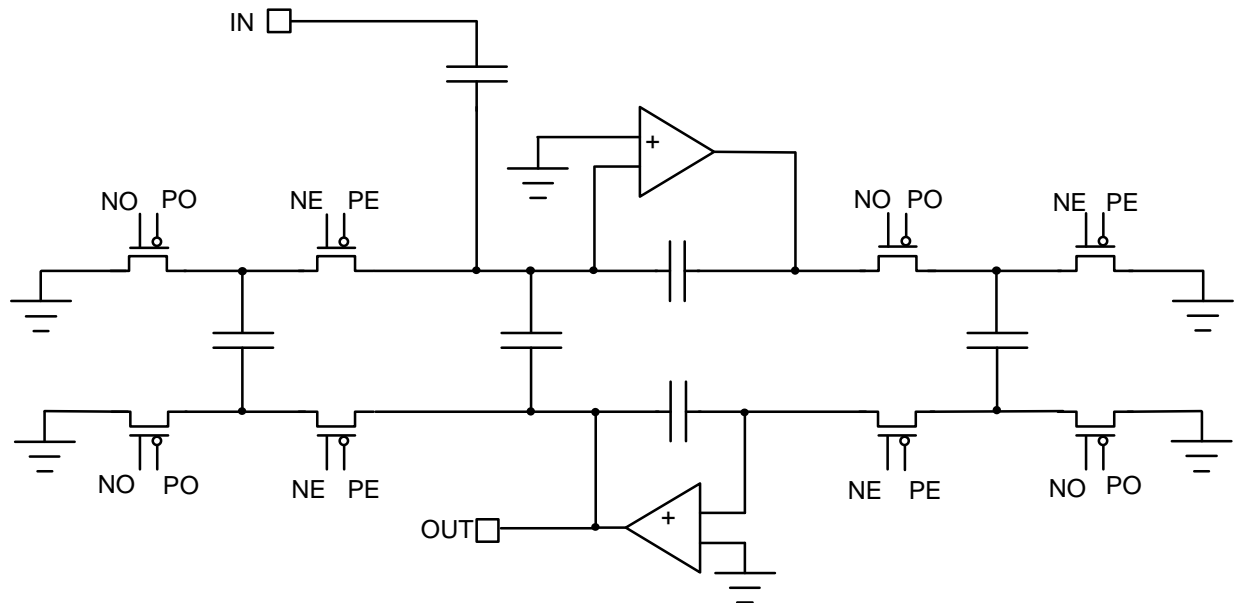 IN
+
NO PO NE PE NO PO NE PE
NO PO NE PE NE PE NO PO
OUT +